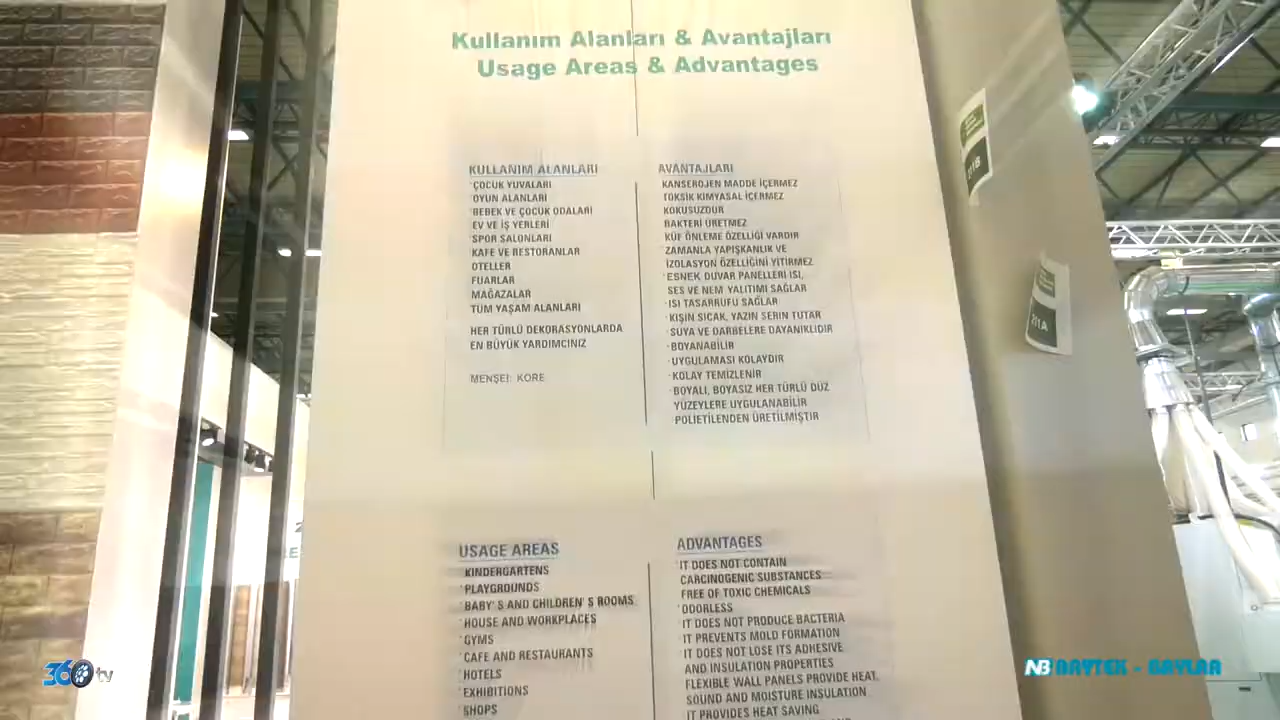 Kullanım Alanları & Avantajları
Usage Areas & Advantages
KULLANIM ALANLARI
ÇOCUK YUVALARI
OYUN ALANLARI
BEBEK VE ÇOCUK ODALARI
EV VE İŞ YERLERİ
SPOR SALONLARI
KAFE VE RESTORANLAR
OTELLER
FUARLAR
MAĞAZALAR
TÜM YAŞAM ALANLARI
HER TÜRLÜ DEKORASYONLARDA
EN BÜYÜK YARDIMCINIZ
MENŞEİ: KORE
AVANTAJLARI
KANSEROJEN MADDE İÇERMEZ
TOKSİK KİMYASAL İÇERMEZ
KOKUSUZDUR
BAKTERİ ÜRETMEZ
KÜF ÖNLEME ÖZELLİĞİ VARDIR
ZAMANLA YAPIŞKANLIK VE
İZOLASYON ÖZELLİĞİNİ YİTİRMEZ
ESNEK DUVAR PANELLERİ ISI,
SES VE NEM YALITIMI SAĞLAR
ISI TASARRUFU SAĞLAR
KIŞIN SICAK, YAZIN SERİN TUTAR
SUYA VE DARBELERE DAYANIKLIDIR
BOYANABİLİR
UYGULAMASI KOLAYDIR
KOLAY TEMİZLENİR
BOYALI, BOYASIZ HER TÜRLÜ DÜZ
YÜZEYLERE UYGULANABİLİR
POLİETİLENDEN ÜRETİLMİŞTİR
USAGE AREAS
KINDERGARTENS
PLAYGROUNDS
BABY'S AND CHILDREN'S ROOMS
HOUSE AND WORKPLACES
GYMS
CAFE AND RESTAURANTS
HOTELS
EXHIBITIONS
SHOPS
ADVANTAGES
IT DOES NOT CONTAIN
CARCINOGENIC SUBSTANCES
FREE OF TOXIC CHEMICALS
ODORLESS
IT DOES NOT PRODUCE BACTERIA
IT PREVENTS MOLD FORMATION
IT DOES NOT LOSE ITS ADHESIVE
AND INSULATION PROPERTIES
FLEXIBLE WALL PANELS PROVIDE HEAT,
SOUND AND MOISTURE INSULATION
IT PROVIDES HEAT SAVING
211B
211A
360tv
NB NAYTEK - BAYLAR